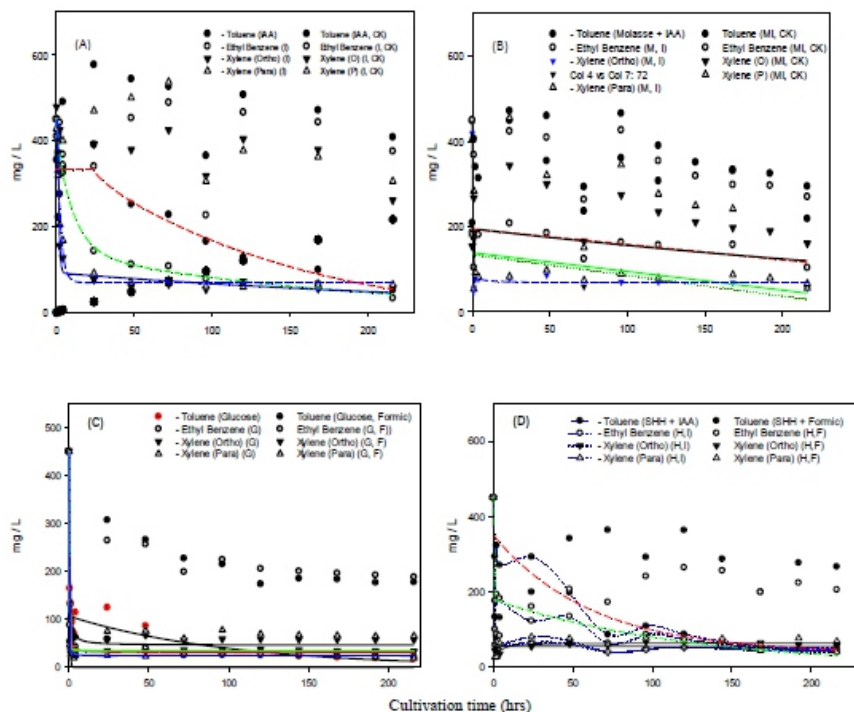 (A)
- Toluene (IAA) Toluene (IAA, CK)
- Ethyl Benzene (I) Ethyl Benzene (I, CK)
- Xylene (Ortho) (I) Xylene (O) (I, CK)
- Xylene (Para) (I) Xylene (P) (I, CK)
mg / L
600
400
200
0
0 50 100 150 200
(B)
- Toluene (Molasse + IAA) Toluene (MI, CK)
- Ethyl Benzene (M, I) Ethyl Benzene (MI, CK)
- Xylene (Ortho) (M, I) Xylene (O) (MI, CK)
Col 4 vs Col 7: 72 Xylene (P) (MI, CK)
- Xylene (Para) (M, I)
mg / L
600
400
200
0
0 50 100 150 200
(C)
- Toluene (Glucose) Toluene (Glucose, Formic)
- Ethyl Benzene (G) Ethyl Benzene (G, F))
- Xylene (Ortho) (G) Xylene (Ortho) (G, F)
- Xylene (Para) (G) Xylene (Para) (G, F)
mg / L
500
400
300
200
100
0
0 50 100 150 200
(D)
- Toluene (SHH + IAA) Toluene (SHH + Formic)
- Ethyl Benzene (H,I) Ethyl Benzene (H,F)
- Xylene (Ortho) (H,I) Xylene (Ortho) (H,F)
- Xylene (Para) (H,I) Xylene (Para) (H,F)
mg / L
600
400
200
0
0 50 100 150 200
Cultivation time (hrs)